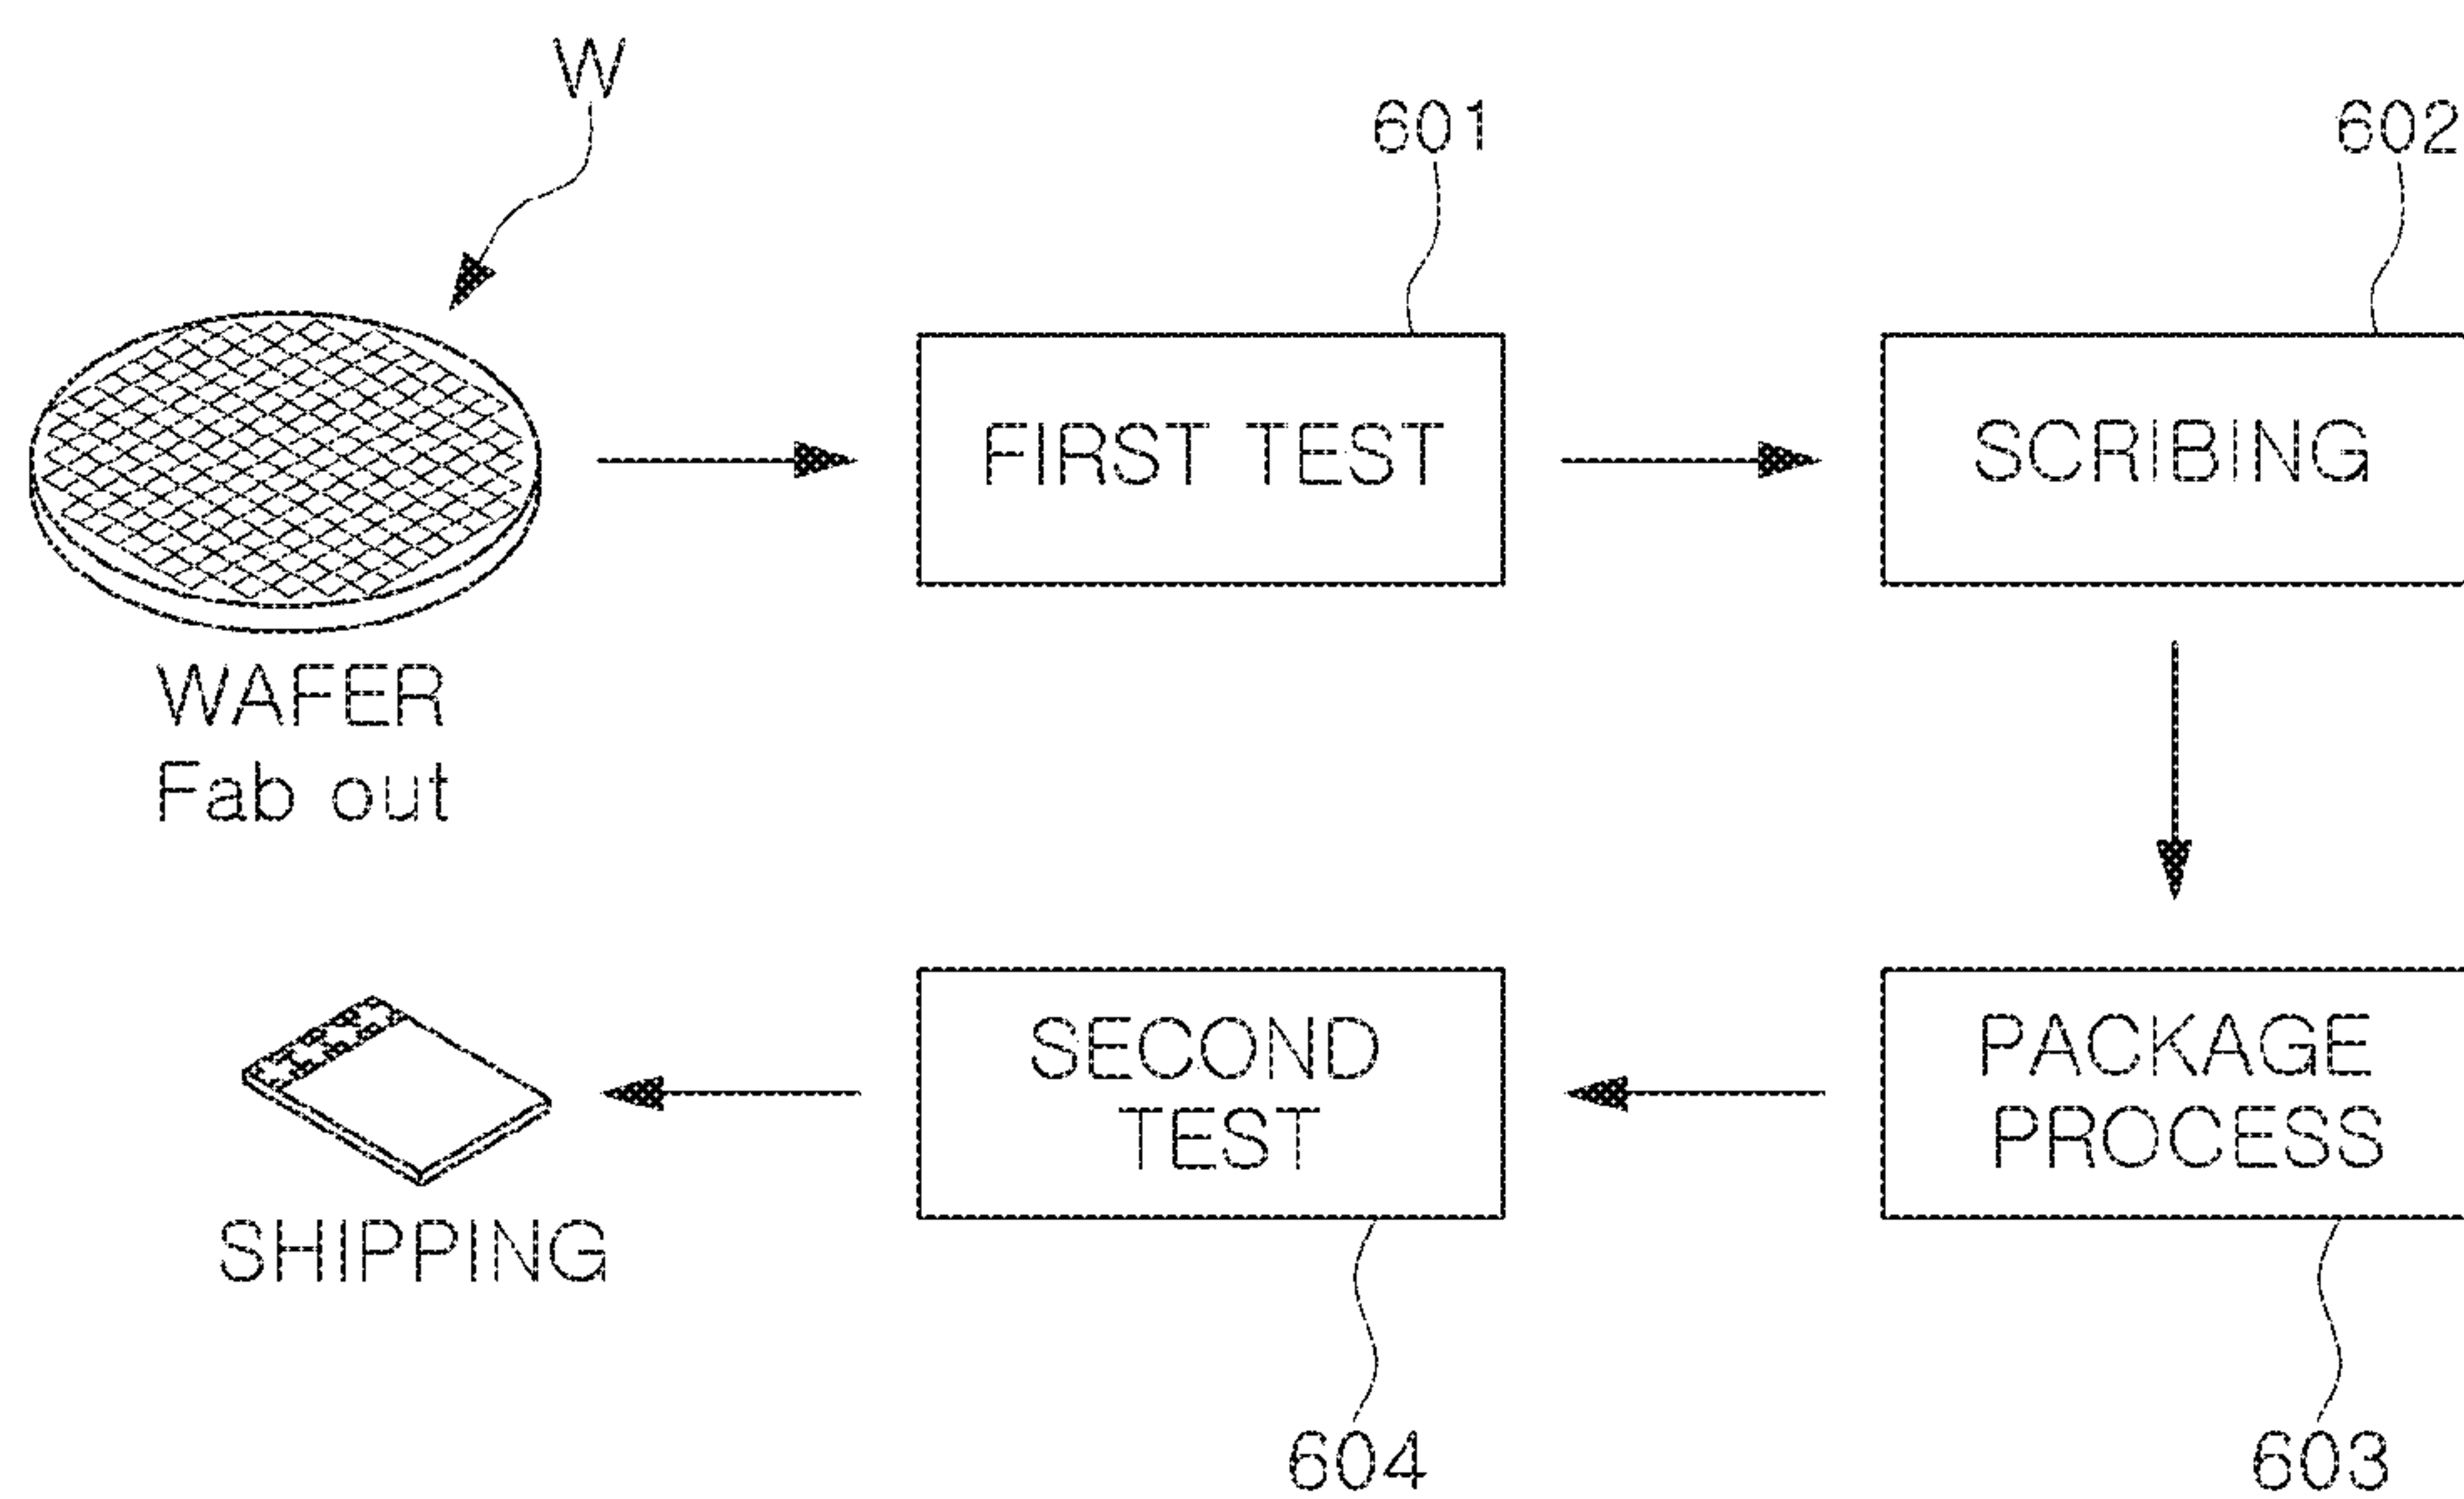 W
601
602
FIRST TEST
SCRIBING
WAFER
Fab out
SECOND
TEST
PACKAGE
PROCESS
SHIPPING
604
603